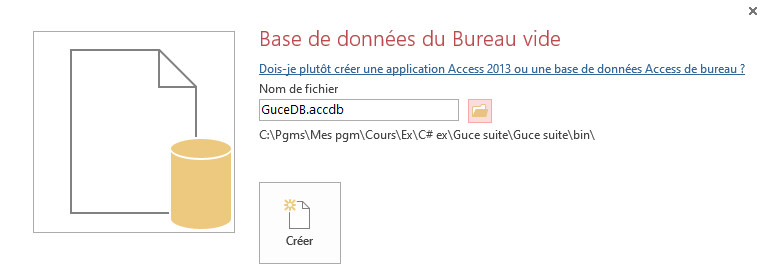 Base de données du Bureau vide
Dois-je plutôt créer une application Access 2013 ou une base de données Access de bureau ?
Nom de fichier
GuceDB.accdb
C:\Pgms\Mes pgm\Cours\Ex\C# ex\Guce suite\Guce suite\bin\
Créer